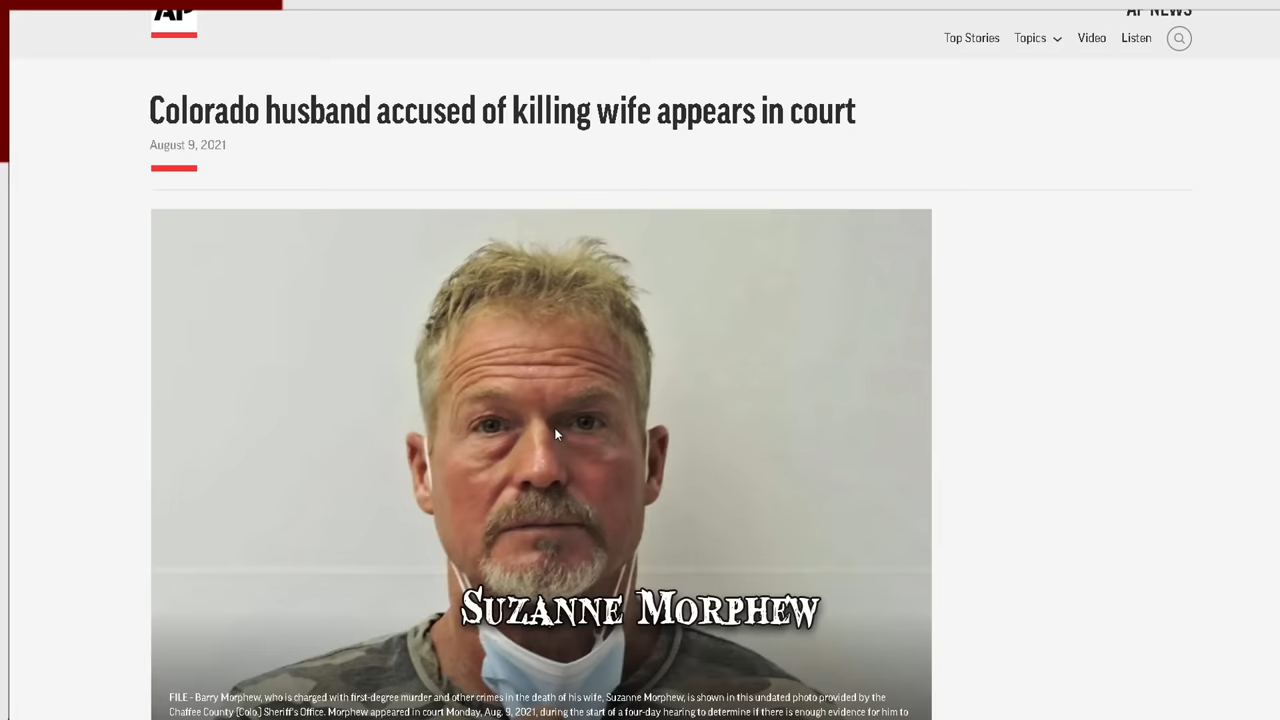 AP
AP NEWS
Top Stories Topics Video Listen
Colorado husband accused of killing wife appears in court
August 9, 2021
SUZANNE MORPHEW
FILE - Barry Morphew, who is charged with first-degree murder and other crimes in the death of his wife, Suzanne Morphew, is shown in this undated photo provided by the
Chaffee County (Colo.) Sheriff's Office. Morphew appeared in court Monday, Aug. 9, 2021, during the start of a four-day hearing to determine if there is enough evidence for him to